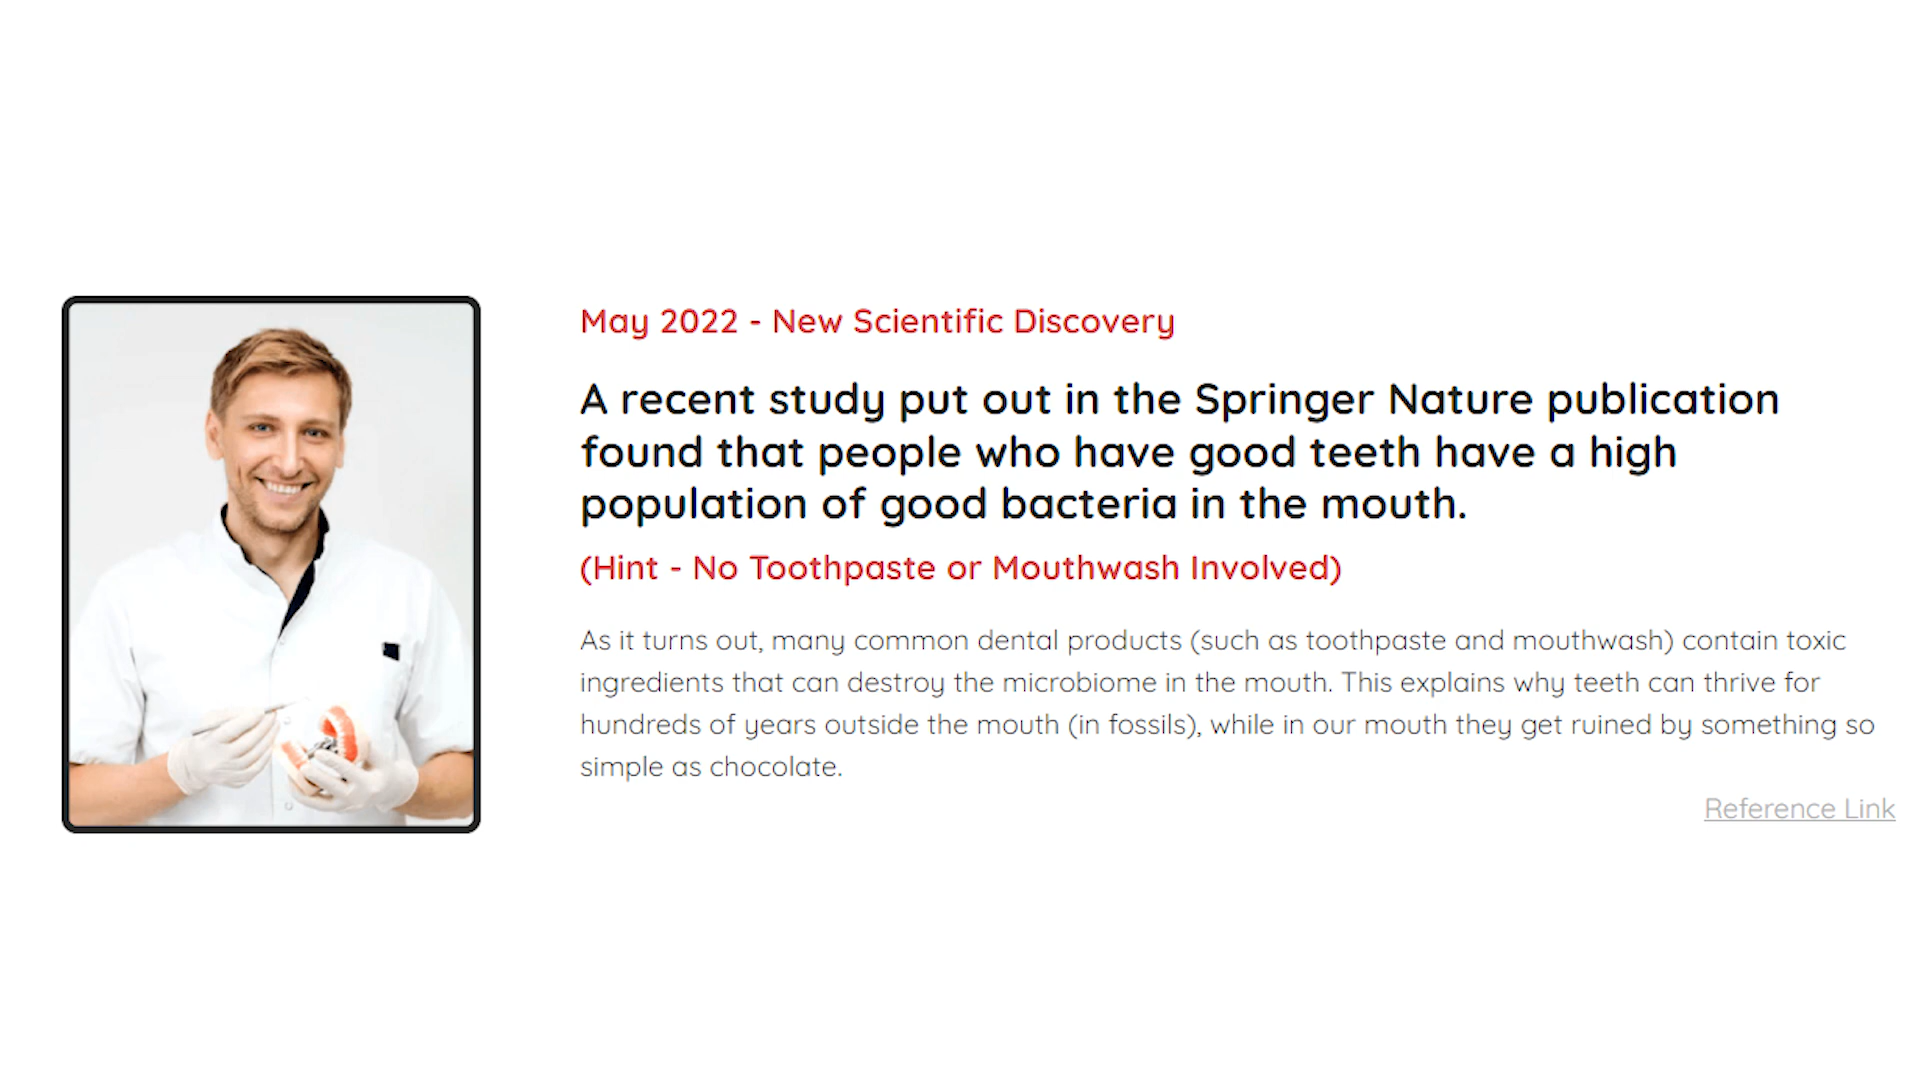 May 2022 - New Scientific Discovery
A recent study put out in the Springer Nature publication
found that people who have good teeth have a high
population of good bacteria in the mouth.
(Hint - No Toothpaste or Mouthwash Involved)
As it turns out, many common dental products (such as toothpaste and mouthwash) contain toxic
ingredients that can destroy the microbiome in the mouth. This explains why teeth can thrive for
hundreds of years outside the mouth (in fossils), while in our mouth they get ruined by something so
simple as chocolate.
Reference Link